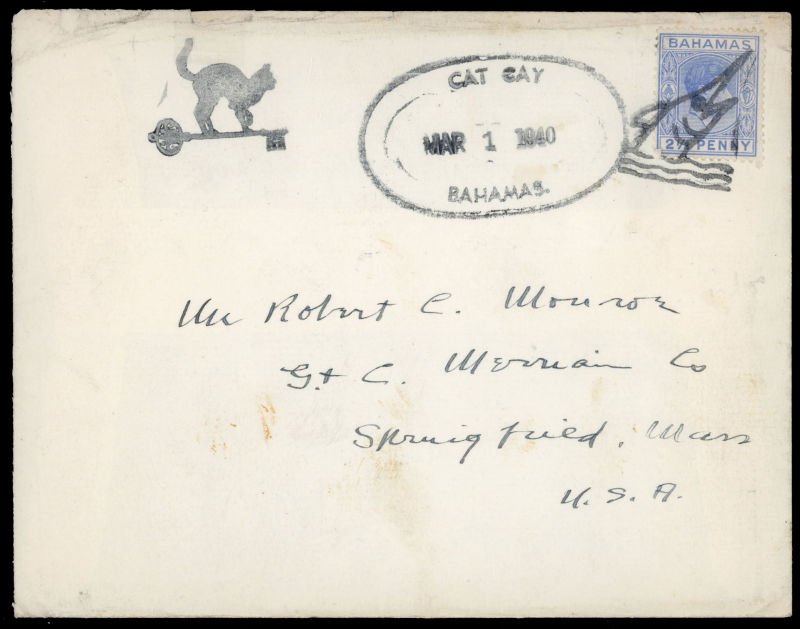 CAT CAY
MAR 1 1940
BAHAMAS.
BAHAMAS
2½ PENNY
Mr Robert C. Monroe
G. & C. Merriam Co
Springfield, Mass
U. S. A.